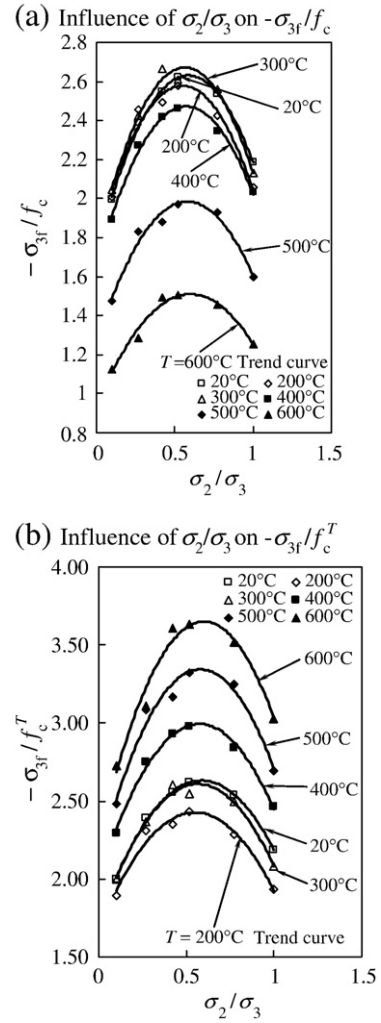 (a) Influence of σ2/σ3 on -σ3f/fc
2.8
2.6
2.4
2.2
2
1.8
1.6
1.4
1.2
1
0.8
-σ3f/fc
300°C
20°C
200°C
400°C
500°C
T=600°C Trend curve
20°C 200°C
300°C 400°C
500°C 600°C
0 0.5 1
σ2/σ3
(b) Influence of σ2/σ3 on -σ3f/fcT
4.00
3.50
3.00
2.50
2.00
1.50
-σ3f/fcT
20°C 200°C
300°C 400°C
500°C 600°C
600°C
500°C
400°C
20°C
300°C
T = 200°C Trend curve
0 0.5 1
σ2/σ3